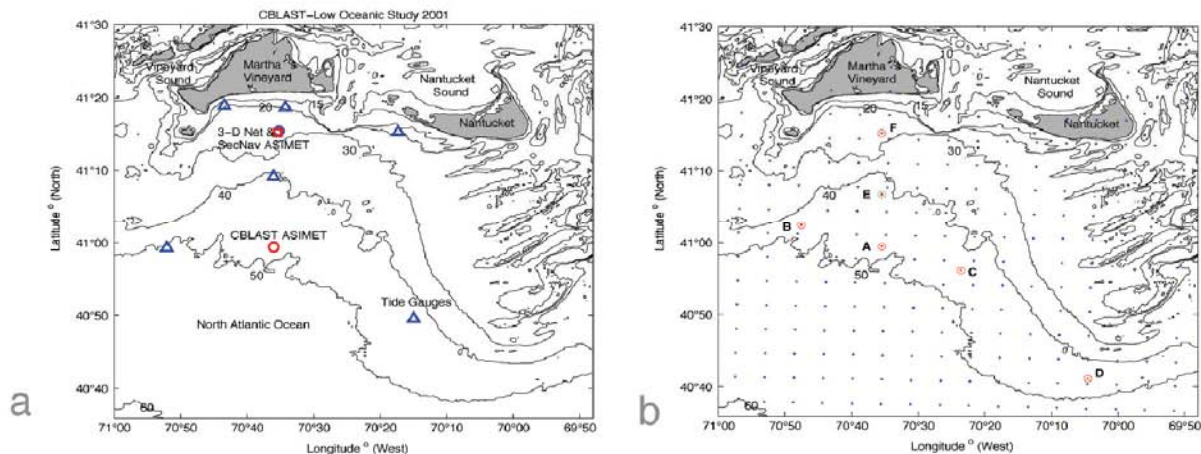 CBLAST-Low Oceanic Study 2001
41°30'
41°20'
41°10'
41°00'
40°50'
40°40'
Latitude ° (North)
Vineyard
Sound
Martha's
Vineyard
Nantucket
Sound
Nantucket
10
15
20
3-D Net &
SecNav ASIMET
30
40
CBLAST ASIMET
50
Tide Gauges
North Atlantic Ocean
60
71°00'
70°50'
70°40'
70°30'
70°20'
70°10'
70°00'
69°50'
Longitude ° (West)
a
41°30'
41°20'
41°10'
41°00'
40°50'
40°40'
Latitude ° (North)
Vineyard
Sound
Martha's
Vineyard
Nantucket
Sound
Nantucket
10
15
20
F
30
40
E
B
A
50
C
D
60
71°00'
70°50'
70°40'
70°30'
70°20'
70°10'
70°00'
69°50'
Longitude ° (West)
b